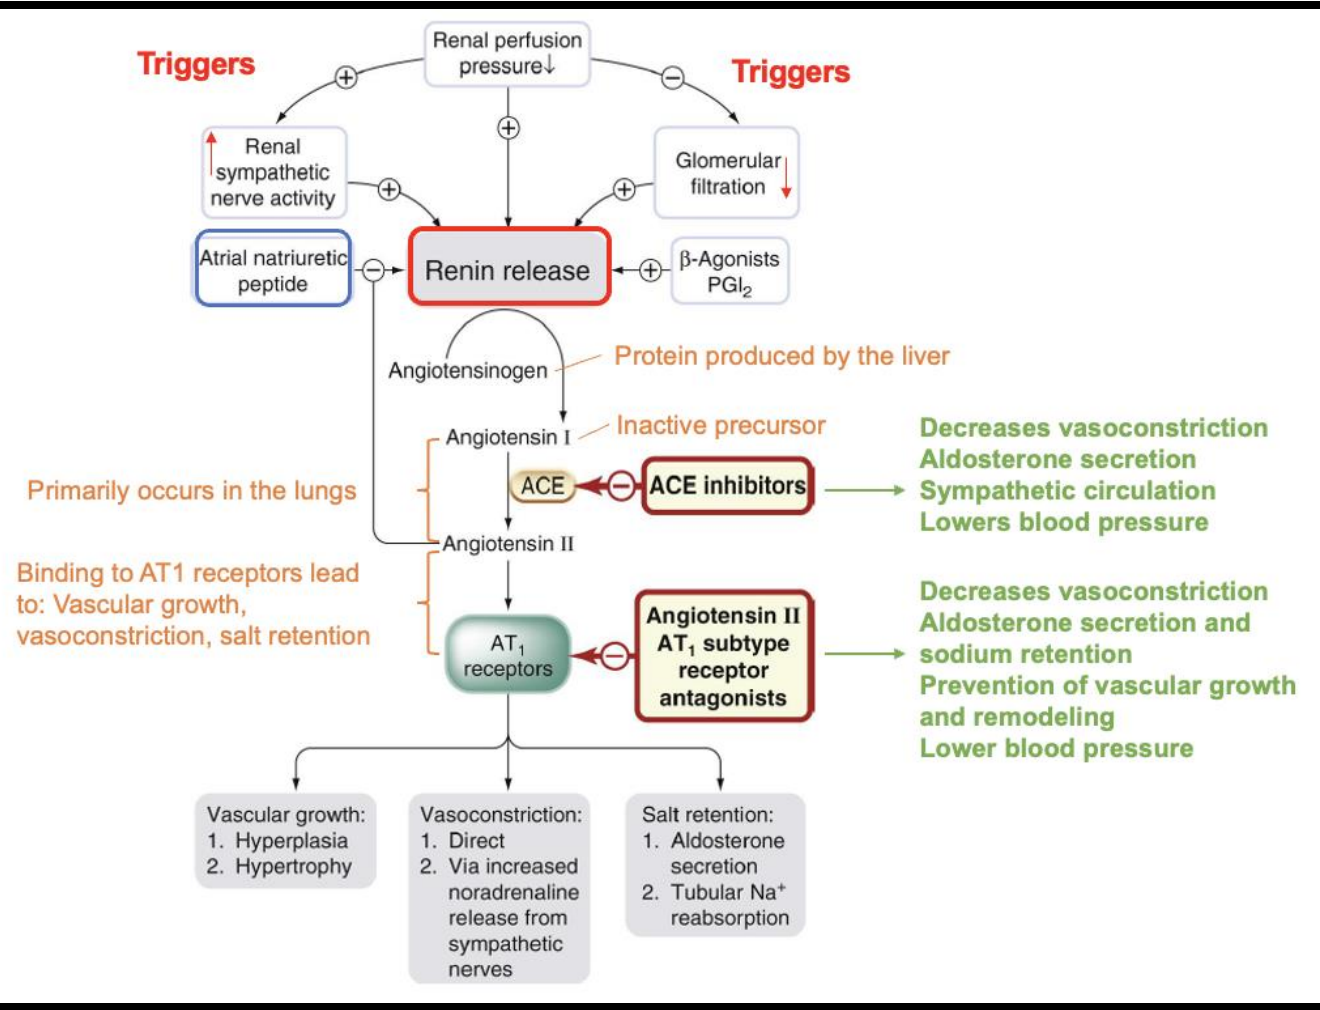 Renal perfusion
pressure↓
Triggers
Triggers
+
−
+
Renal
sympathetic
nerve activity
Glomerular
filtration
+
+
Atrial natriuretic
peptide
−
Renin release
+
β-Agonists
PGI₂
Angiotensinogen
Protein produced by the liver
Angiotensin I
Inactive precursor
Primarily occurs in the lungs
ACE
−
ACE inhibitors
Decreases vasoconstriction
Aldosterone secretion
Sympathetic circulation
Lowers blood pressure
Angiotensin II
Binding to AT1 receptors lead
to: Vascular growth,
vasoconstriction, salt retention
AT₁
receptors
−
Angiotensin II
AT₁ subtype
receptor
antagonists
Decreases vasoconstriction
Aldosterone secretion and
sodium retention
Prevention of vascular growth
and remodeling
Lower blood pressure
Vascular growth:
1. Hyperplasia
2. Hypertrophy
Vasoconstriction:
1. Direct
2. Via increased
noradrenaline
release from
sympathetic
nerves
Salt retention:
1. Aldosterone
secretion
2. Tubular Na⁺
reabsorption